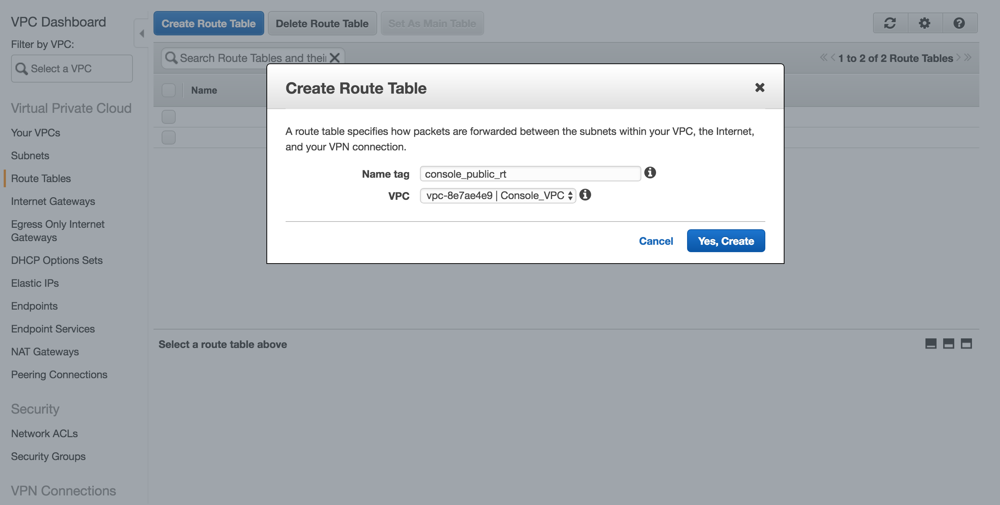 VPC Dashboard
Filter by VPC:
Select a VPC
Virtual Private Cloud
Your VPCs
Subnets
Route Tables
Internet Gateways
Egress Only Internet
Gateways
DHCP Options Sets
Elastic IPs
Endpoints
Endpoint Services
NAT Gateways
Peering Connections
Security
Network ACLs
Security Groups
VPN Connections
Create Route Table Delete Route Table Set As Main Table
Search Route Tables and thei
1 to 2 of 2 Route Tables
Name
Create Route Table
A route table specifies how packets are forwarded between the subnets within your VPC, the Internet,
and your VPN connection.
Name tag console_public_rt
VPC vpc-8e7ae4e9 | Console_VPC
Cancel Yes, Create
Select a route table above